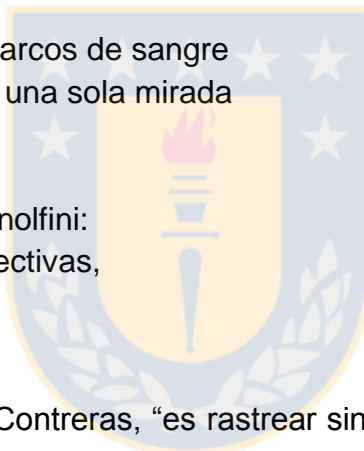 arcos de sangre
una sola mirada
nolfini:
ectivas,
Contreras, “es rastrear sin